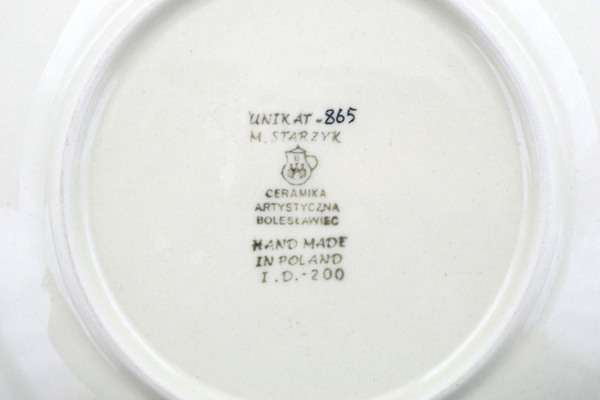 UNIKAT - 865
M. STARZYK
CERAMIKA
ARTYSTYCZNA
BOLESŁAWIEC
HAND MADE
IN POLAND
I.D.-200